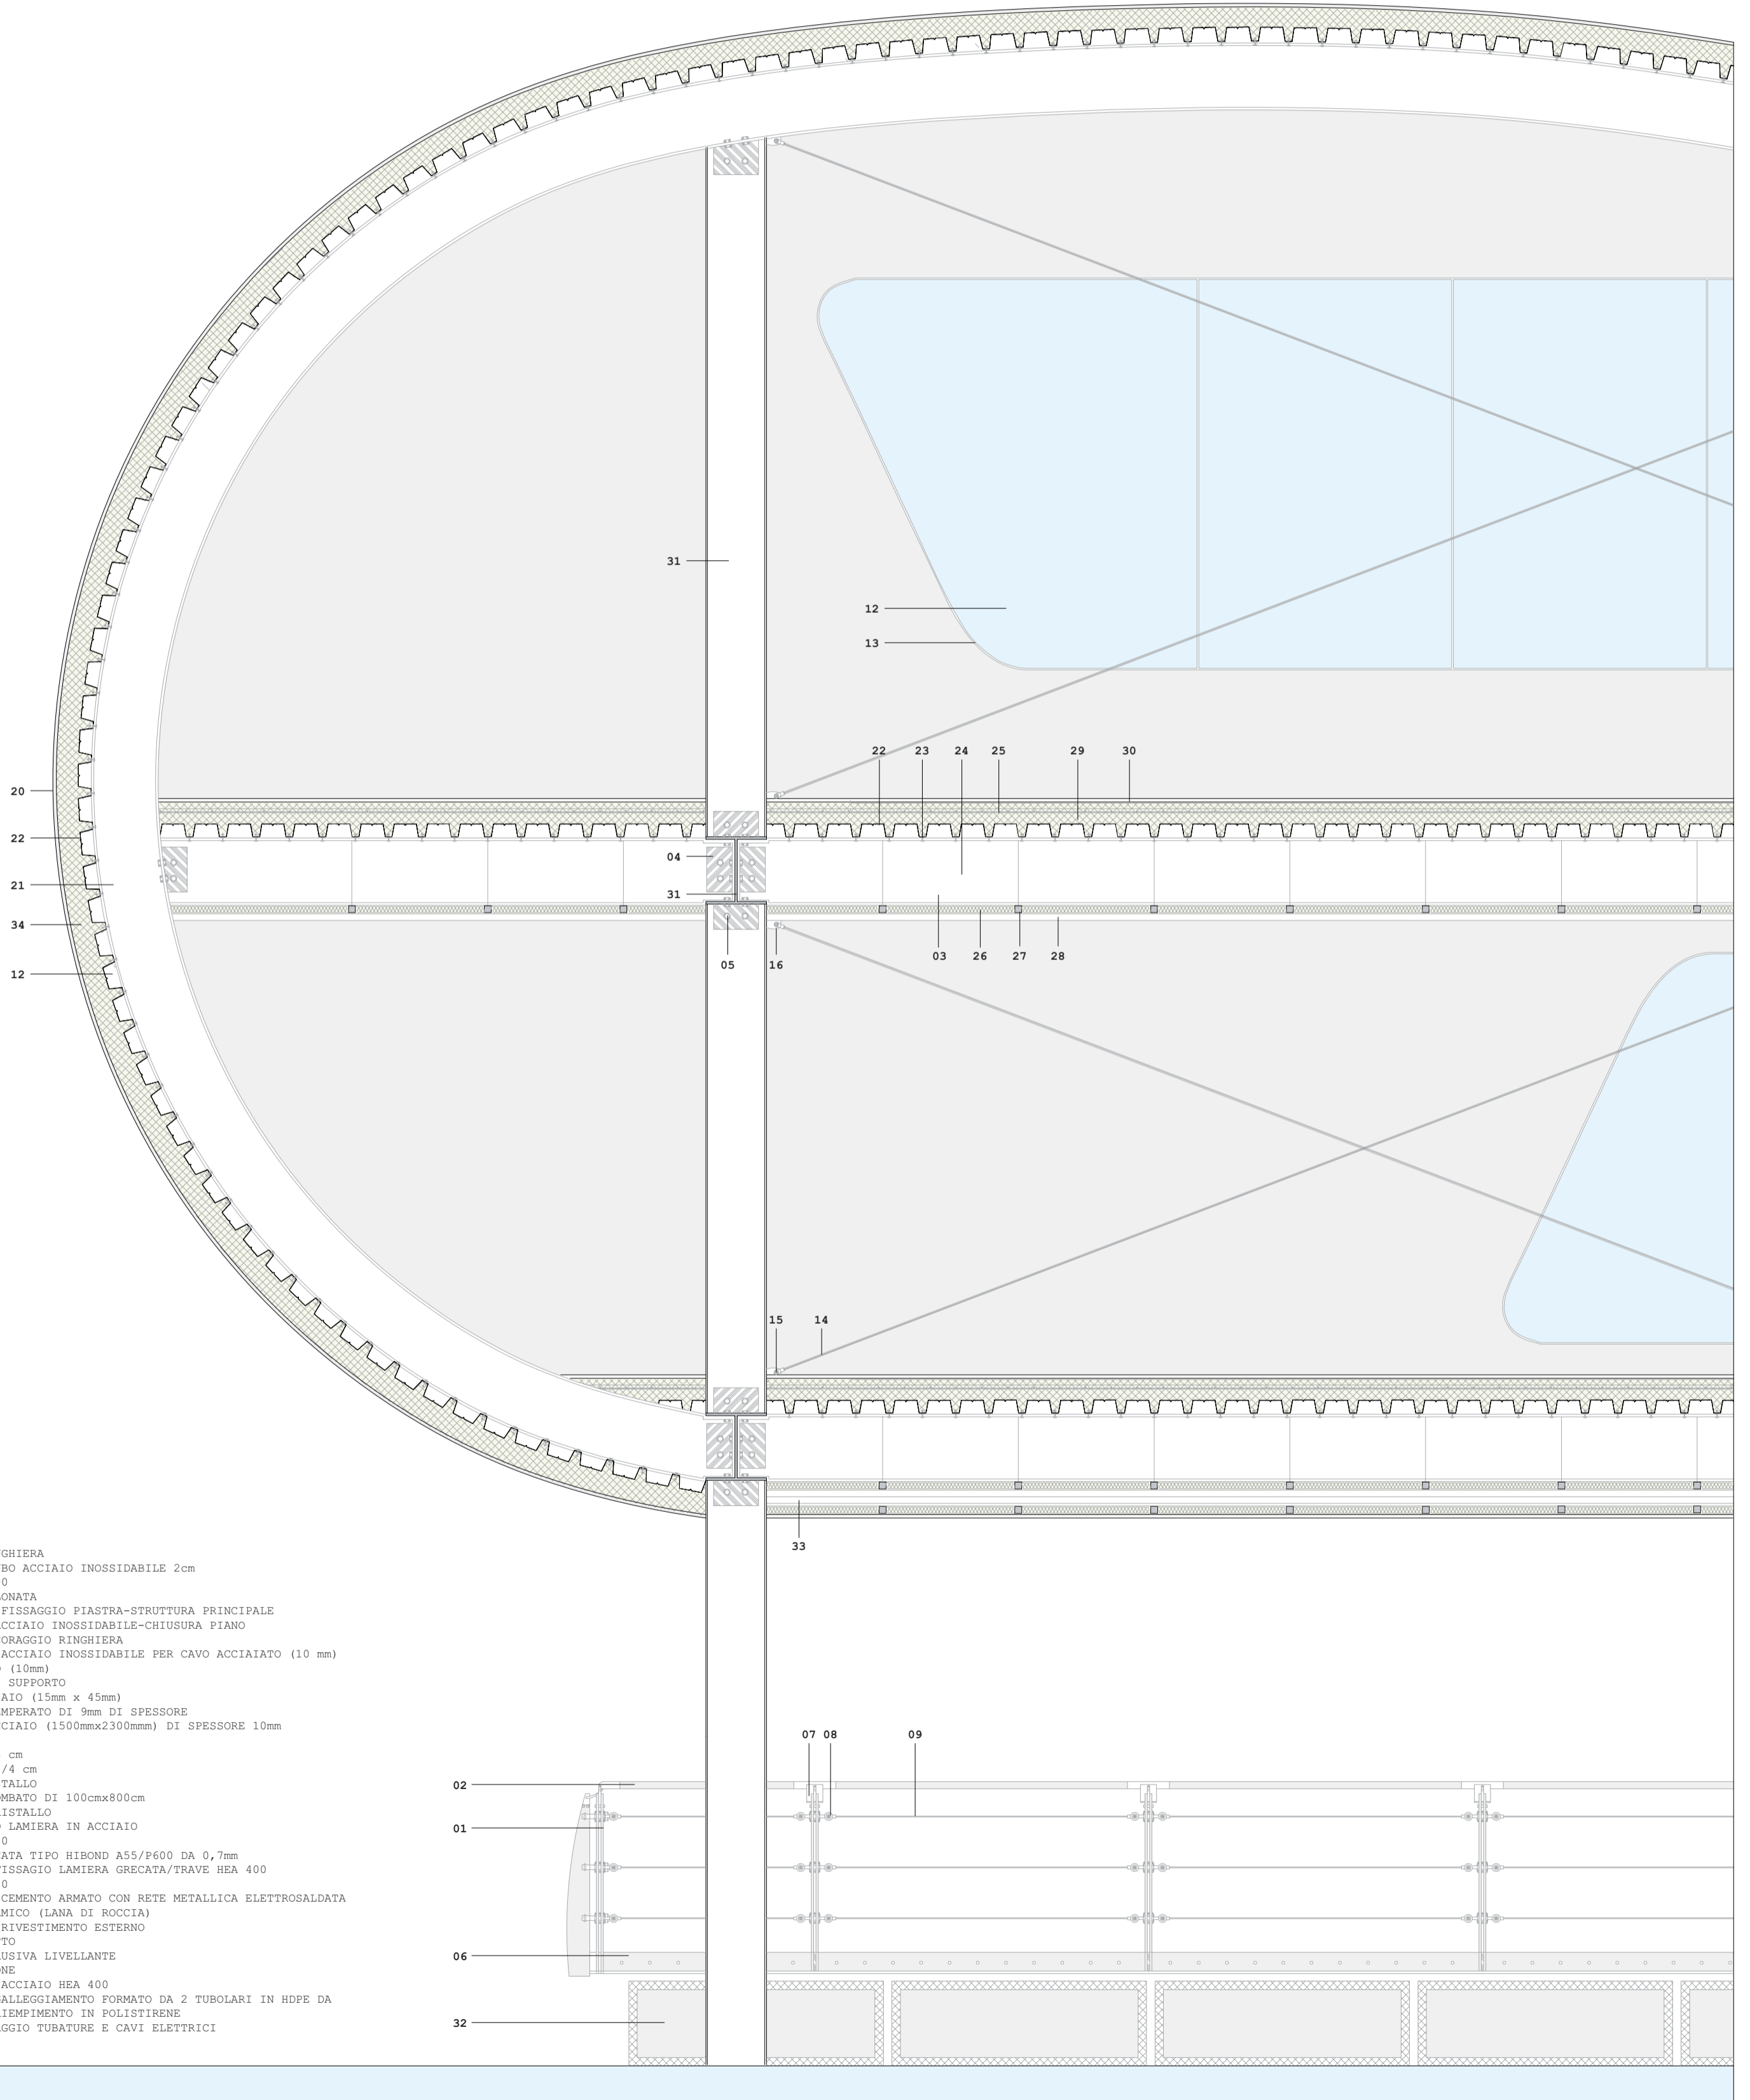 31
12
13
22 23 24 25 29 30
20
22
04
21
31
34
03 26 27 28
05 16
12
15 14
33
GHIERA
BO ACCIAIO INOSSIDABILE 2cm
0
ONATA
FISSAGGIO PIASTRA-STRUTTURA PRINCIPALE
CCIAIO INOSSIDABILE-CHIUSURA PIANO
ORAGGIO RINGHIERA
ACCIAIO INOSSIDABILE PER CAVO ACCIAIATO (10 mm)
O (10mm)
SUPPORTO
AIO (15mm x 45mm)
MPERATO DI 9mm DI SPESSORE
CIAIO (1500mmx2300mmm) DI SPESSORE 10mm
cm
/4 cm
TALLO
MBATO DI 100cmx800cm
ISTALLO
O LAMIERA IN ACCIAIO
0
ATA TIPO HIBOND A55/P600 DA 0,7mm
ISSAGIO LAMIERA GRECATA/TRAVE HEA 400
0
CEMENTO ARMATO CON RETE METALLICA ELETTROSALDATA
MICO (LANA DI ROCCIA)
RIVESTIMENTO ESTERNO
TO
USIVA LIVELLANTE
NE
ACCIAIO HEA 400
ALLEGGIAMENTO FORMATO DA 2 TUBOLARI IN HDPE DA
IEMPIMENTO IN POLISTIRENE
GGIO TUBATURE E CAVI ELETTRICI
07 08 09
02
01
06
32